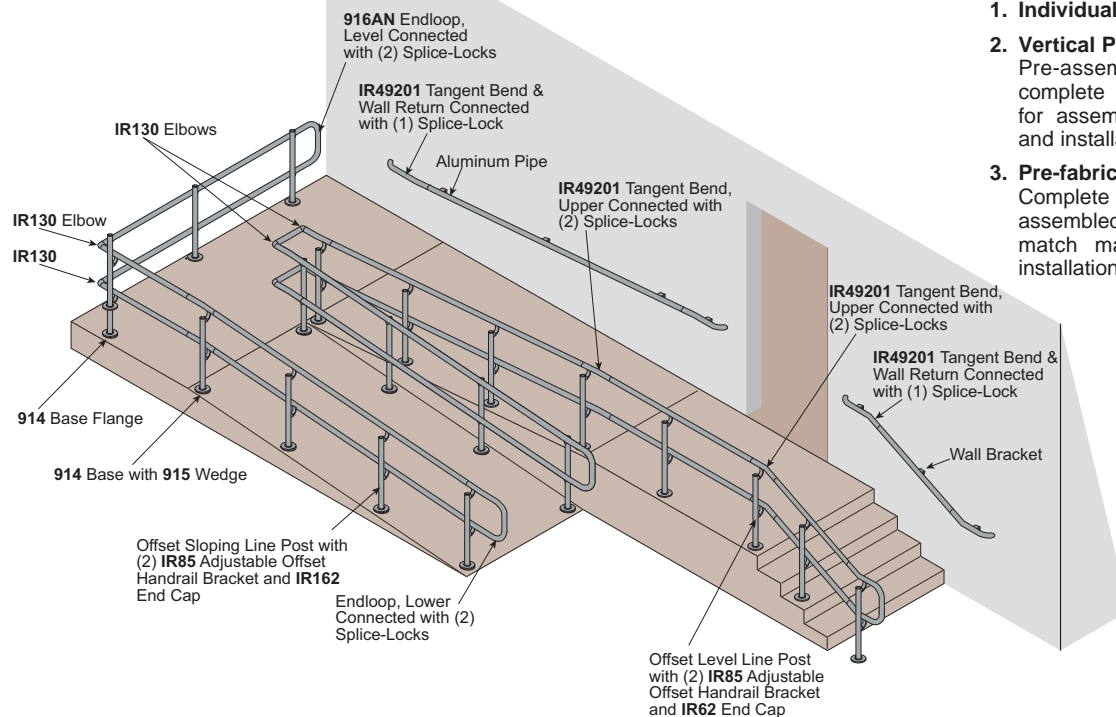 916AN Endloop,
Level Connected
with (2) Splice-Locks
IR49201 Tangent Bend &
Wall Return Connected
with (1) Splice-Lock
IR130 Elbows
Aluminum Pipe
IR49201 Tangent Bend,
Upper Connected with
(2) Splice-Locks
IR130 Elbow
IR130
IR49201 Tangent Bend,
Upper Connected with
(2) Splice-Locks
IR49201 Tangent Bend &
Wall Return Connected
with (1) Splice-Lock
Wall Bracket
914 Base Flange
914 Base with 915 Wedge
Offset Sloping Line Post with
(2) IR85 Adjustable Offset
Handrail Bracket and IR162
End Cap
Endloop, Lower
Connected with (2)
Splice-Locks
Offset Level Line Post
with (2) IR85 Adjustable
Offset Handrail Bracket
and IR62 End Cap
1. Individual
2. Vertical P
Pre-assem
complete
for assem
and install
3. Pre-fabric
Complete
assembled
match ma
installation